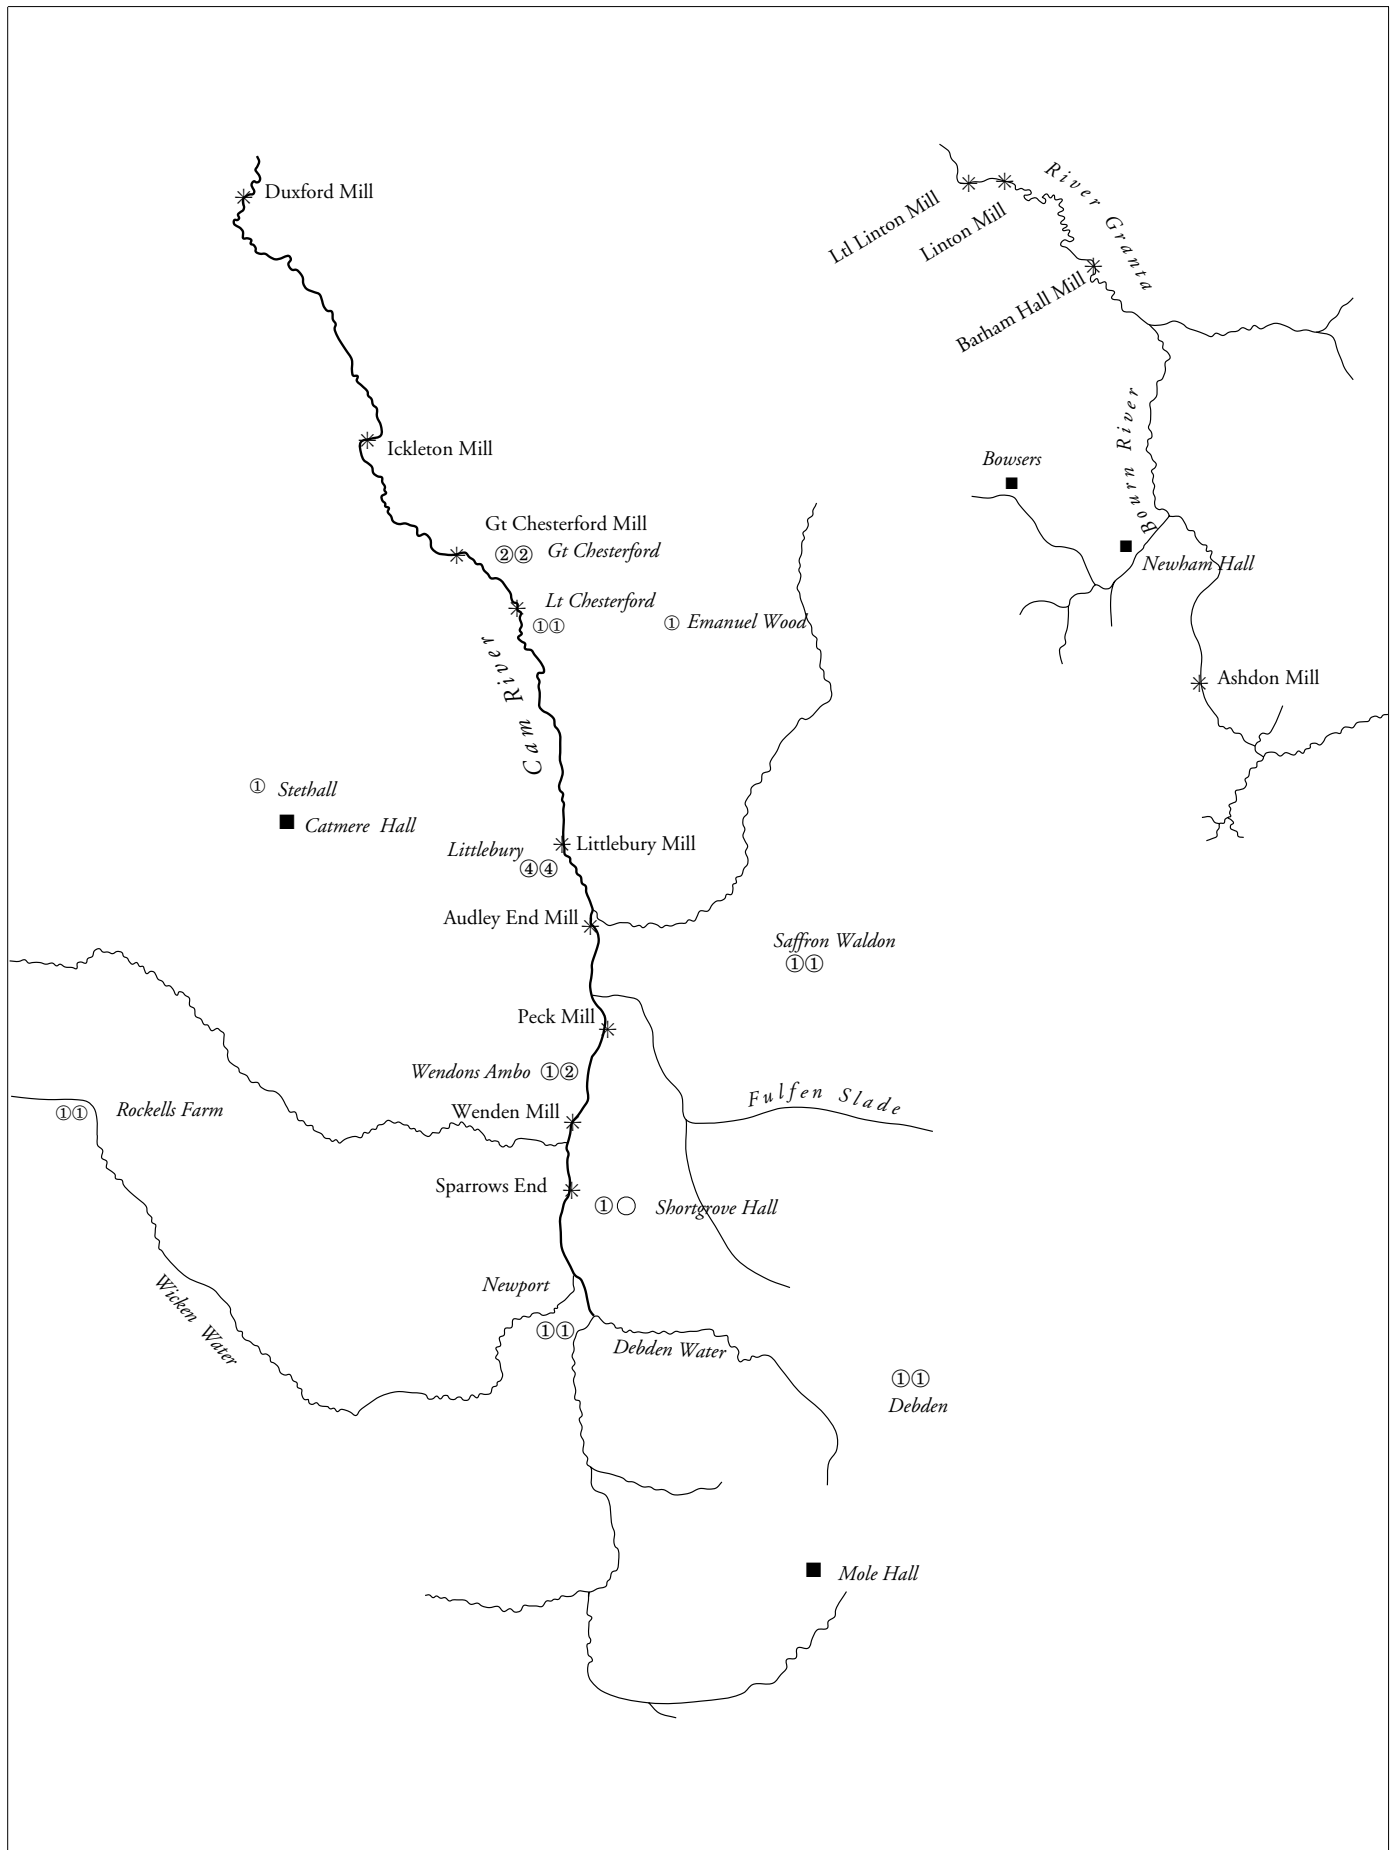 Duxford Mill
River Granta
Ltl Linton Mill
Linton Mill
Barham Hall Mill
Bourn River
Ickleton Mill
Bowsers
Gt Chesterford Mill
②② Gt Chesterford
Newham Hall
Lt Chesterford
①①
① Emanuel Wood
Cam River
Ashdon Mill
① Stethall
Catmere Hall
Littlebury Mill
Littlebury
④④
Audley End Mill
Saffron Waldon
①①
Peck Mill
Wendons Ambo ①②
Fulfen Slade
①① Rockells Farm
Wenden Mill
Sparrows End
①○ Shortgrove Hall
Newport
Wicken Water
①①
Debden Water
①①
Debden
Mole Hall